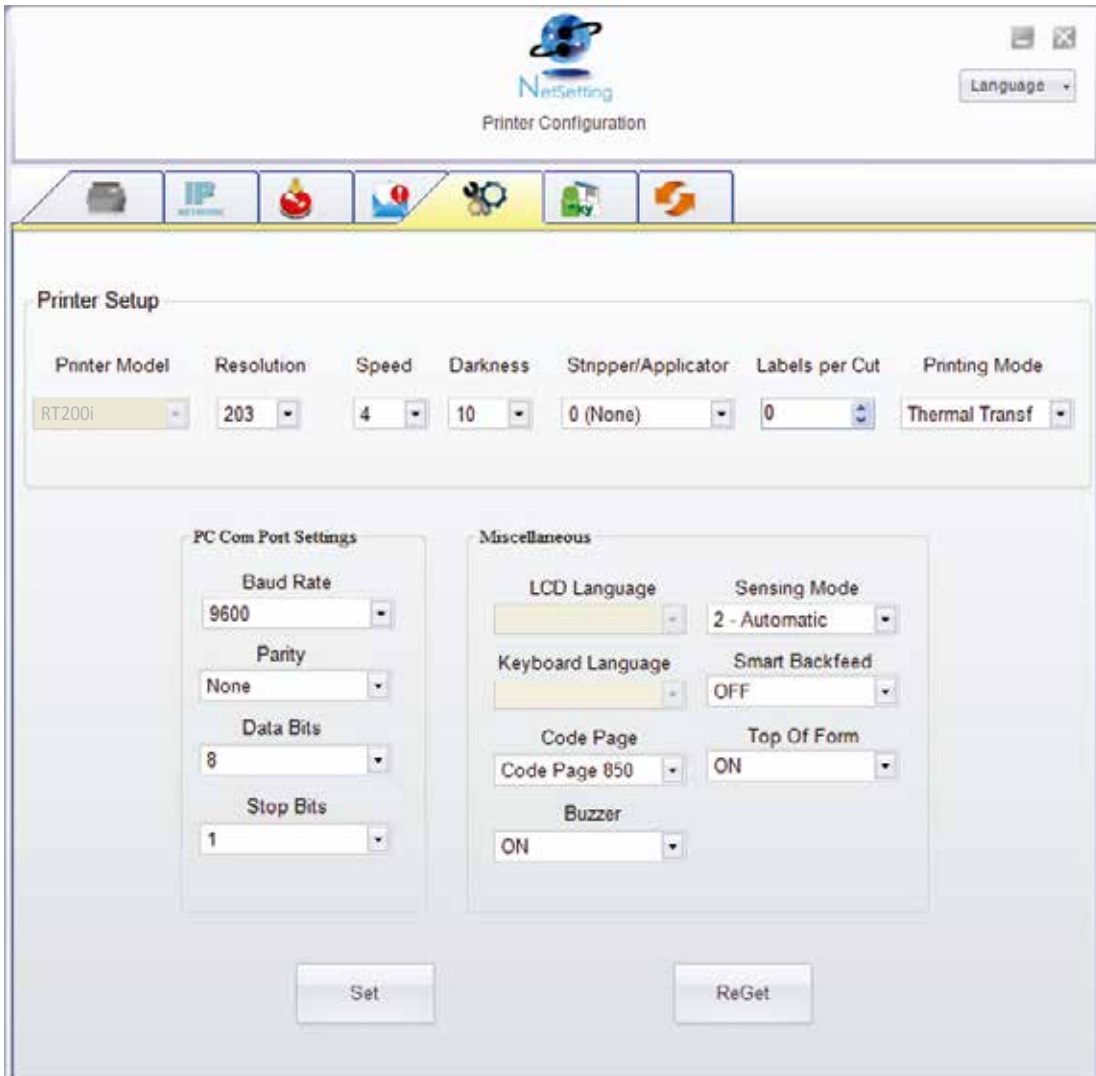 NetSetting
Language
Printer Configuration
IP
Printer Setup
Printer Model Resolution Speed Darkness Stripper/Applicator Labels per Cut Printing Mode
RT200i 203 4 10 0 (None) 0 Thermal Transf
PC Com Port Settings
Baud Rate
9600
Parity
None
Data Bits
8
Stop Bits
1
Miscellaneous
LCD Language Sensing Mode
2 - Automatic
Keyboard Language Smart Backfeed
OFF
Code Page Top Of Form
Code Page 850 ON
Buzzer
ON
Set ReGet